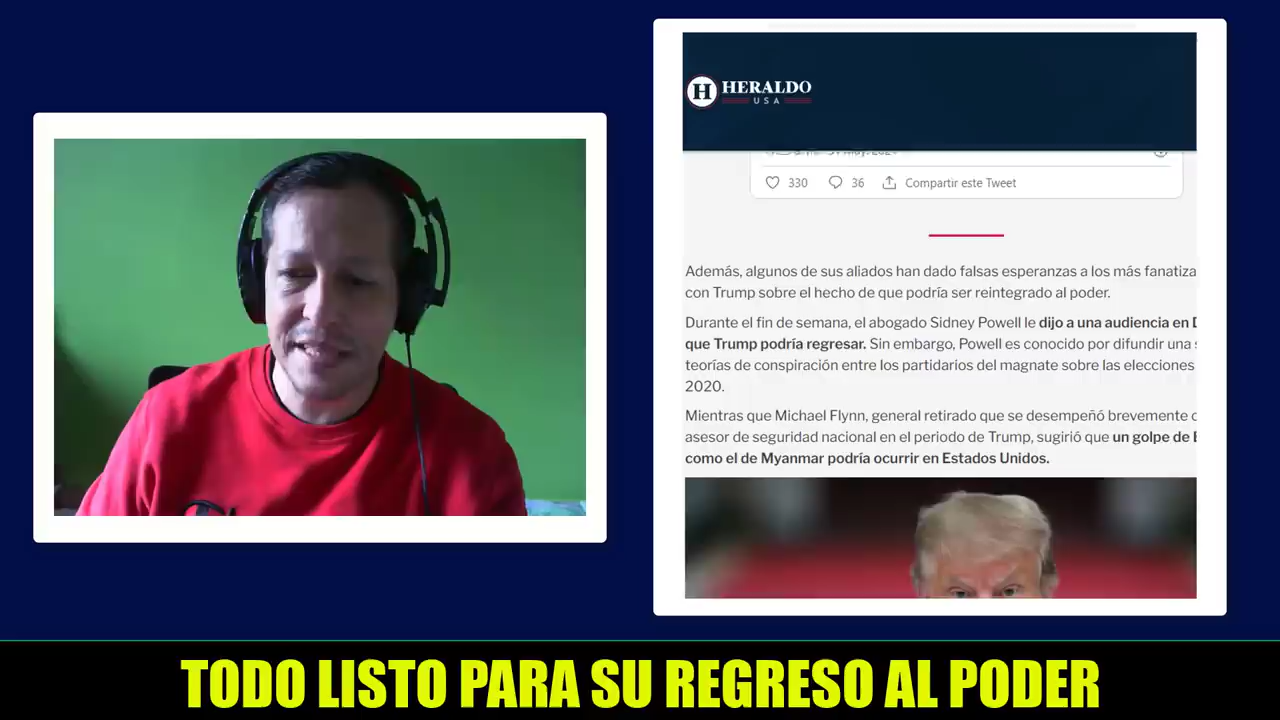 HERALDO
USA
330 36 Compartir este Tweet
Además, algunos de sus aliados han dado falsas esperanzas a los más fanatiza
con Trump sobre el hecho de que podría ser reintegrado al poder.
Durante el fin de semana, el abogado Sidney Powell le dijo a una audiencia en D
que Trump podría regresar. Sin embargo, Powell es conocido por difundir una s
teorías de conspiración entre los partidarios del magnate sobre las elecciones
2020.
Mientras que Michael Flynn, general retirado que se desempeñó brevemente c
asesor de seguridad nacional en el periodo de Trump, sugirió que un golpe de E
como el de Myanmar podría ocurrir en Estados Unidos.
TODO LISTO PARA SU REGRESO AL PODER